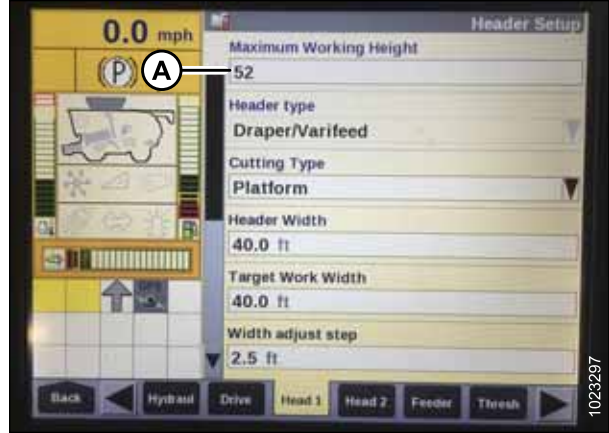 0.0 mph
Header Setup
(P)
A
Maximum Working Height
52
Header type
Draper/Varifeed
Cutting Type
Platform
Header Width
40.0 ft
Target Work Width
40.0 ft
Width adjust step
2.5 ft
Back
Hydraul
Drive
Head 1
Head 2
Feeder
Thresh
1023297